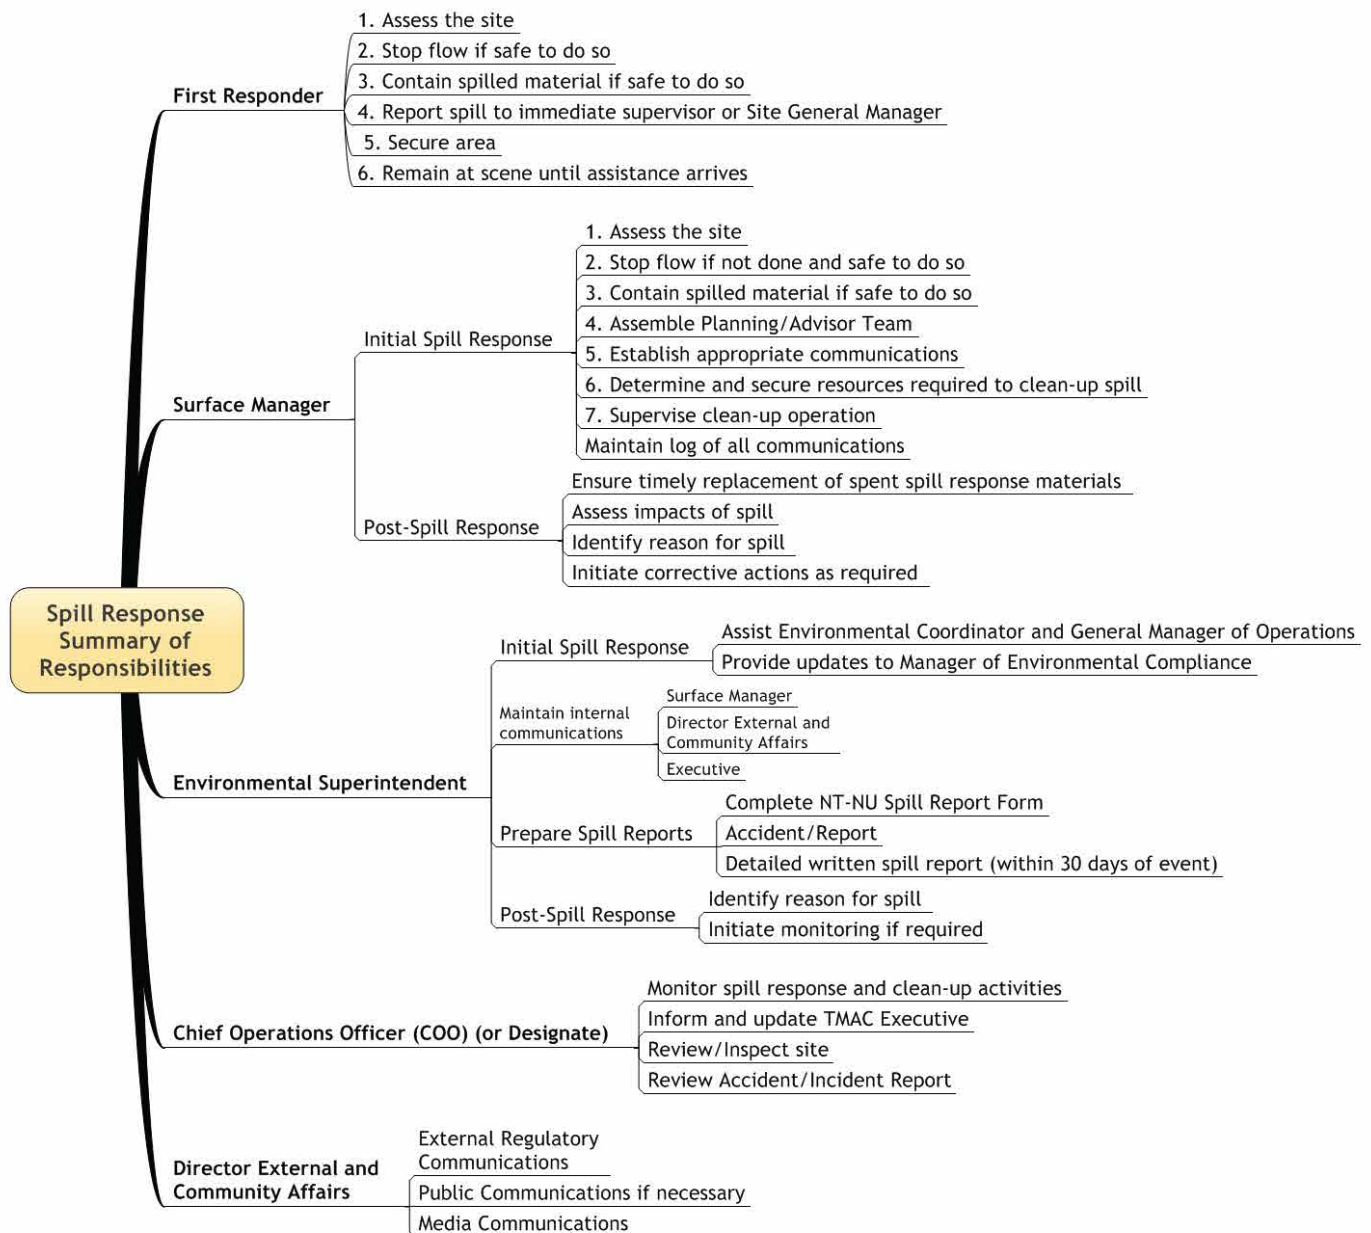 1. Assess the site
2. Stop flow if safe to do so
3. Contain spilled material if safe to do so
First Responder
4. Report spill to immediate supervisor or Site General Manager
5. Secure area
6. Remain at scene until assistance arrives
1. Assess the site
2. Stop flow if not done and safe to do so
3. Contain spilled material if safe to do so
4. Assemble Planning/Advisor Team
Initial Spill Response
5. Establish appropriate communications
6. Determine and secure resources required to clean-up spill
Surface Manager
7. Supervise clean-up operation
Maintain log of all communications
Ensure timely replacement of spent spill response materials
Assess impacts of spill
Post-Spill Response
Identify reason for spill
Initiate corrective actions as required
Spill Response
Summary of
Responsibilities
Initial Spill Response
Assist Environmental Coordinator and General Manager of Operations
Provide updates to Manager of Environmental Compliance
Maintain internal
communications
Surface Manager
Director External and
Community Affairs
Executive
Environmental Superintendent
Prepare Spill Reports
Complete NT-NU Spill Report Form
Accident/Report
Detailed written spill report (within 30 days of event)
Post-Spill Response
Identify reason for spill
Initiate monitoring if required
Chief Operations Officer (COO) (or Designate)
Monitor spill response and clean-up activities
Inform and update TMAC Executive
Review/Inspect site
Review Accident/Incident Report
Director External and
Community Affairs
External Regulatory
Communications
Public Communications if necessary
Media Communications